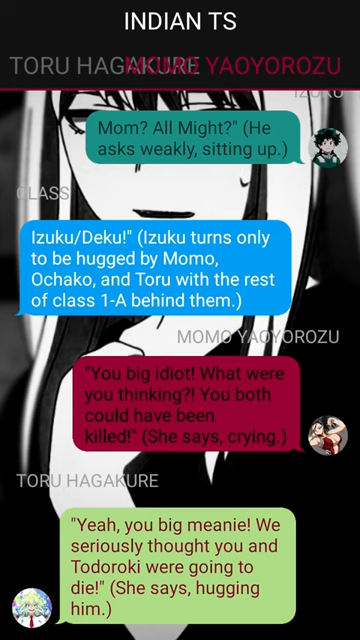 INDIAN TS
TORU HAGAKURE MOMO YAOYOROZU
IZUKU
Mom? All Might?" (He
asks weakly, sitting up.)
CLASS
Izuku/Deku!" (Izuku turns only
to be hugged by Momo,
Ochako, and Toru with the rest
of class 1-A behind them.)
MOMO YAOYOROZU
"You big idiot! What were
you thinking?! You both
could have been
killed!" (She says, crying.)
TORU HAGAKURE
"Yeah, you big meanie! We
seriously thought you and
Todoroki were going to
die!" (She says, hugging
him.)